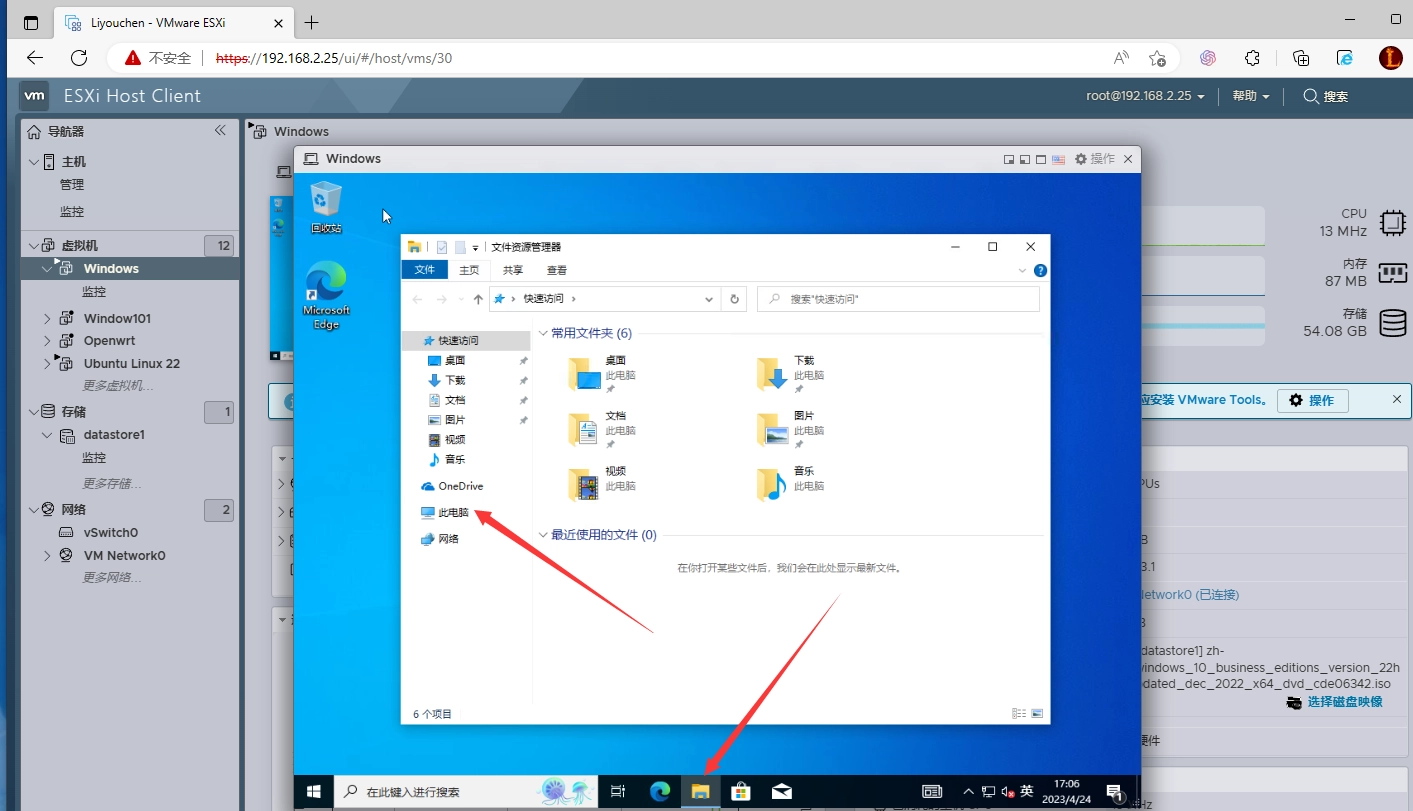 Liyouchen - VMware ESXi
不安全
https://192.168.2.25/ui/#/host/vms/30
vm
ESXi Host Client
root@192.168.2.25
帮助
搜索
导航器
主机
管理
监控
虚拟机
12
Windows
监控
Window101
Openwrt
Ubuntu Linux 22
更多虚拟机...
存储
1
datastore1
监控
更多存储...
网络
2
vSwitch0
VM Network0
更多网络...
Windows
Windows
操作
回收站
Microsoft
Edge
文件资源管理器
文件
主页
共享
查看
快速访问
搜索"快速访问"
快速访问
桌面
下载
文档
图片
视频
音乐
OneDrive
此电脑
网络
常用文件夹 (6)
桌面
此电脑
下载
此电脑
文档
此电脑
图片
此电脑
视频
此电脑
音乐
此电脑
最近使用的文件 (0)
在你打开某些文件后，我们会在此处显示最新文件。
6 个项目
在此键入进行搜索
英
17:06
2023/4/24
1
CPU
13 MHz
内存
87 MB
存储
54.08 GB
应安装 VMware Tools。
操作
PUs
B
3.1
Network0 (已连接)
datastore1] zh-
windows_10_business_editions_version_22h
dated_dec_2022_x64_dvd_cde06342.iso
选择磁盘映像
硬件